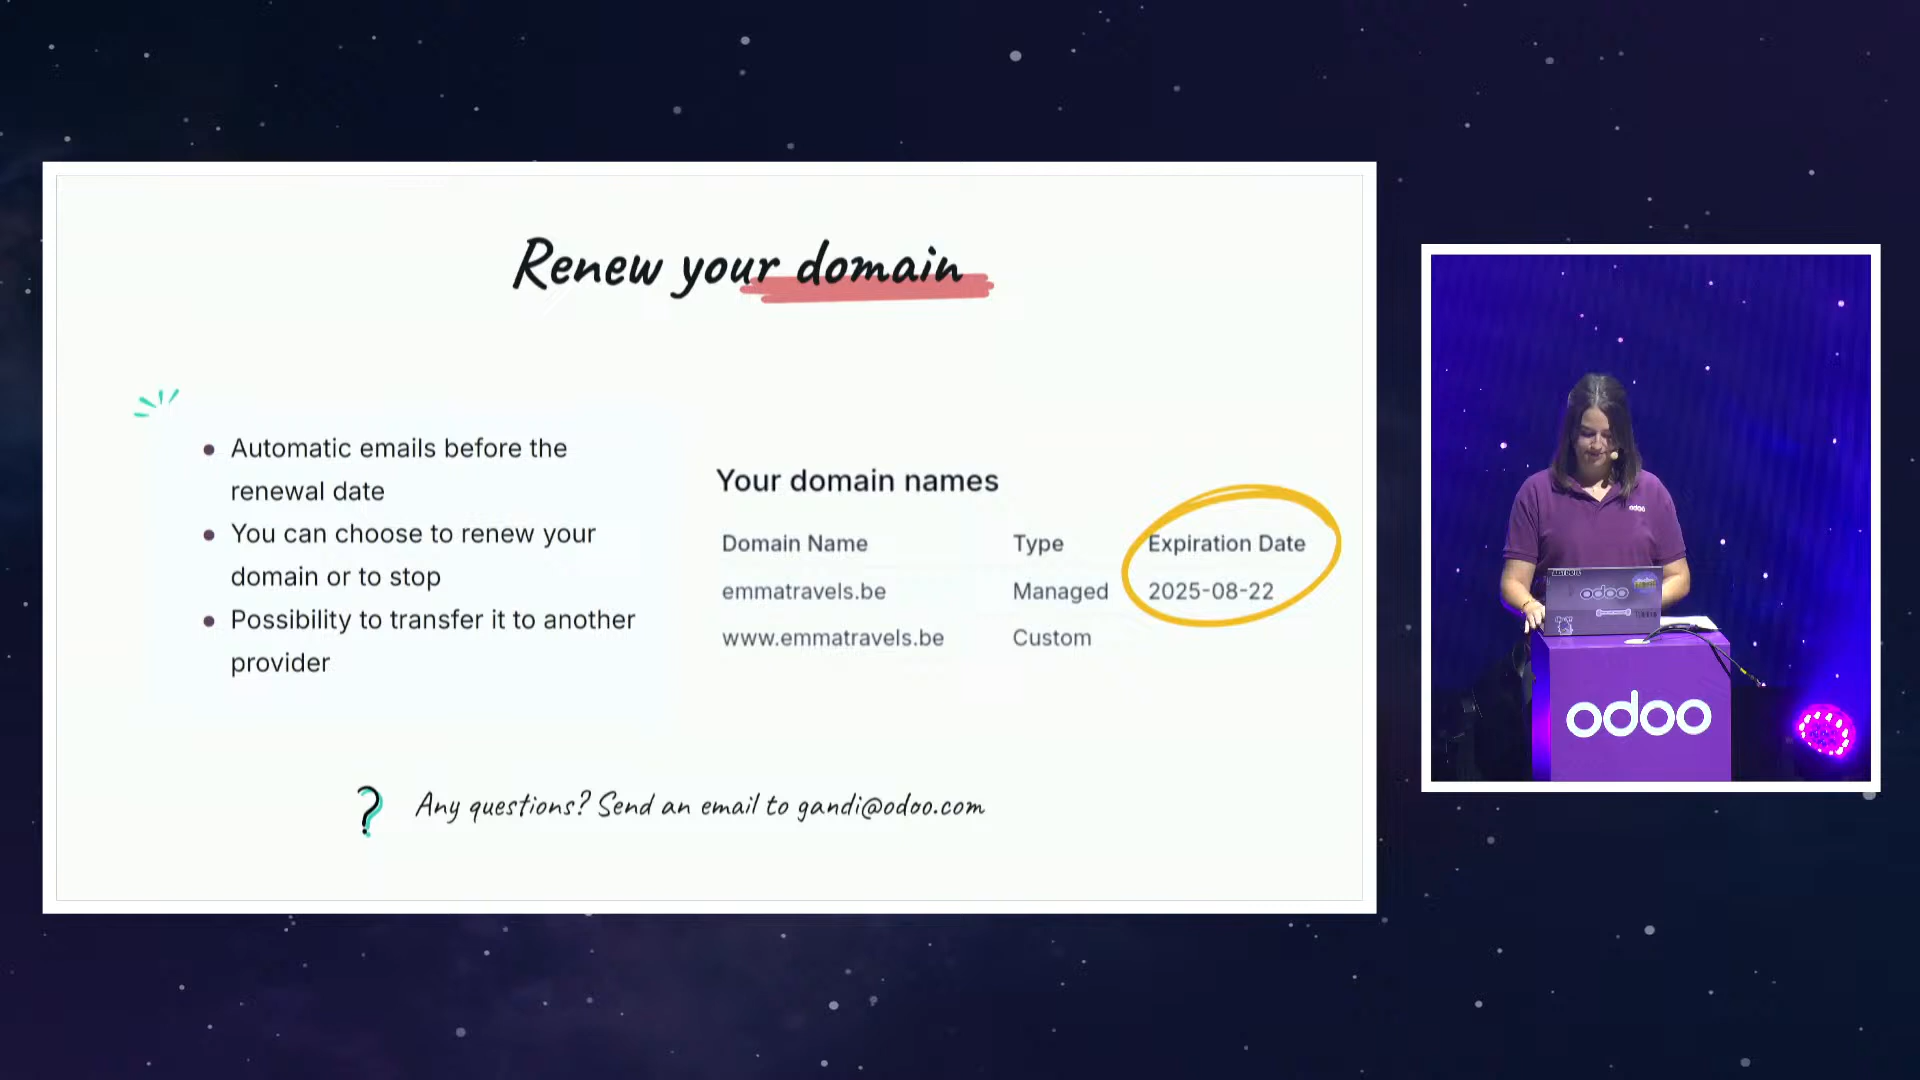 Renew your domain
Automatic emails before the
renewal date
You can choose to renew your
domain or to stop
Possibility to transfer it to another
provider
Your domain names
Domain Name Type Expiration Date
emmatravels.be Managed 2025-08-22
www.emmatravels.be Custom
? Any questions? Send an email to gandi@odoo.com
odoo
odoo
odoo